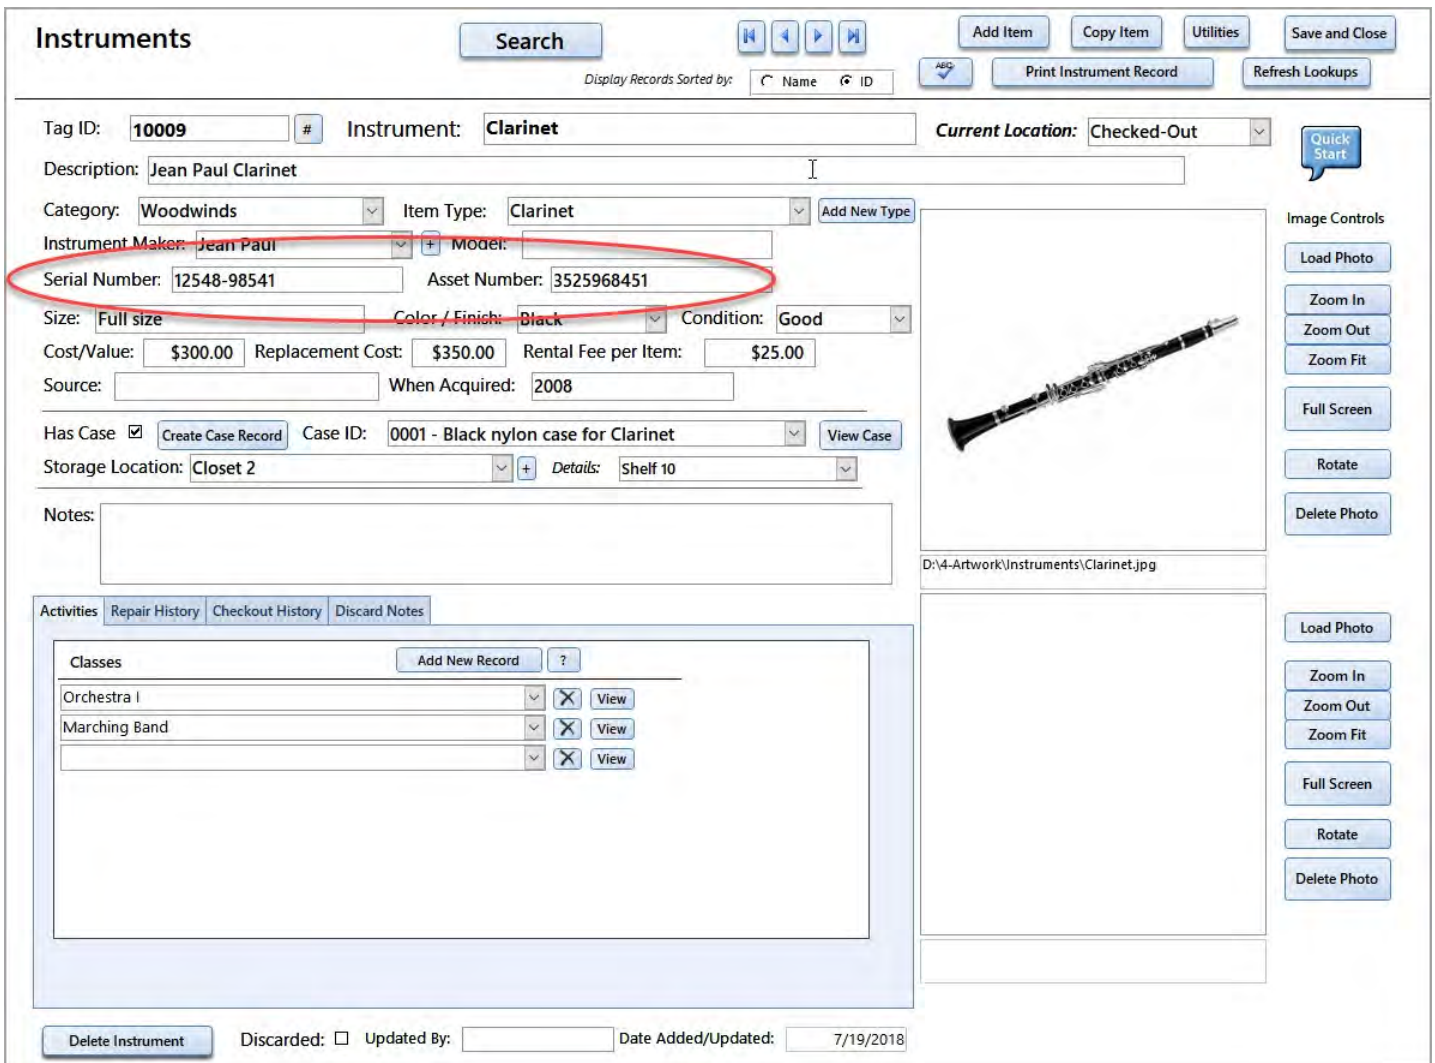 Instruments
Search
Add Item Copy Item Utilities Save and Close
Display Records Sorted by: Name ID
ABC Print Instrument Record Refresh Lookups
Tag ID: 10009 # Instrument: Clarinet Current Location: Checked-Out
Quick Start
Description: Jean Paul Clarinet
Category: Woodwinds Item Type: Clarinet Add New Type
Instrument Maker: Jean Paul + Model:
Serial Number: 12548-98541 Asset Number: 3525968451
Size: Full size Color / Finish: Black Condition: Good
Cost/Value: $300.00 Replacement Cost: $350.00 Rental Fee per Item: $25.00
Source: When Acquired: 2008
Has Case Create Case Record Case ID: 0001 - Black nylon case for Clarinet View Case
Storage Location: Closet 2 + Details: Shelf 10
Notes:
Image Controls
Load Photo
Zoom In
Zoom Out
Zoom Fit
Full Screen
Rotate
Delete Photo
D:\4-Artwork\Instruments\Clarinet.jpg
Activities Repair History Checkout History Discard Notes
Classes Add New Record ?
Orchestra I View
Marching Band View
View
Load Photo
Zoom In
Zoom Out
Zoom Fit
Full Screen
Rotate
Delete Photo
Delete Instrument Discarded: Updated By: Date Added/Updated: 7/19/2018